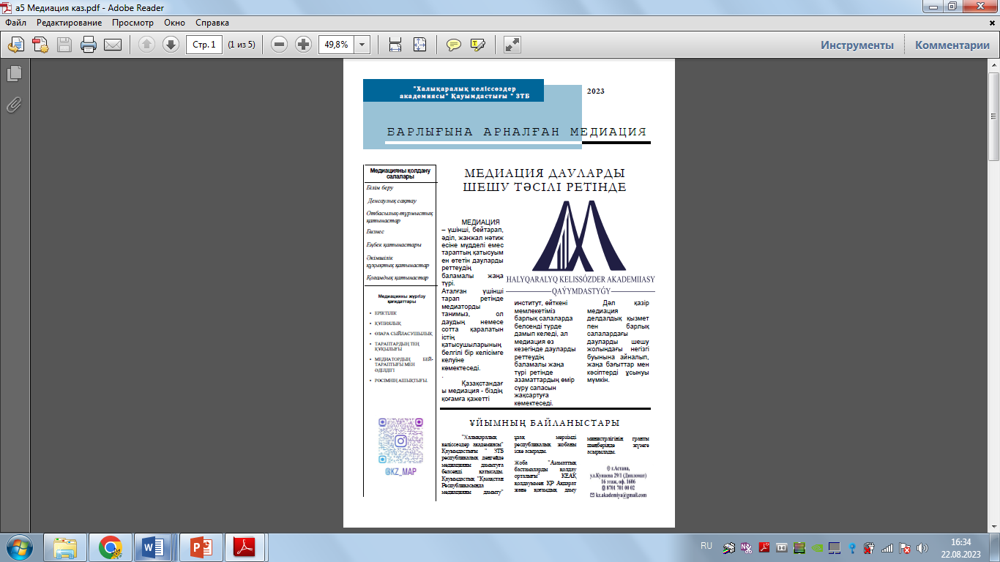 a5 Медиация каз.pdf - Adobe Reader
Файл Редактирование Просмотр Окно Справка
Стр. 1 (1 из 5) 49,8% Инструменты Комментарии
"Халықаралық келіссөздер
академиясы" Қауымдастығы " ЗТБ
2023
БАРЛЫҒЫНА АРНАЛҒАН МЕДИАЦИЯ
Медиацияны қолдану
салалары
Білім беру
Денсаулық сақтау
Отбасылық-тұрмыстық
қатынастар
Бизнес
Еңбек қатынастары
Әкімшілік
құқықтық қатынастар
Қоғамдық қатынастар
Медиацияны жүргізу
қағидаттары
• ЕРІКТІЛІК
• ҚҰПИЯЛЫҚ
• ӨЗАРА СЫЙЛАСУШЫЛЫҚ
• ТАРАПТАРДЫҢ ТЕҢ
ҚҰҚЫЛЫҒЫ
• МЕДИАТОРДЫҢ БЕЙ-
ТАРАПТЫҒЫ МЕН
ӘДІЛДІГІ
• РӘСІМНІҢ АШЫҚТЫҒЫ.
@KZ_MAP
МЕДИАЦИЯ ДАУЛАРДЫ
ШЕШУ ТӘСІЛІ РЕТІНДЕ
МЕДИАЦИЯ
– үшінші, бейтарап,
әділ, жанжал нәтиж
есіне мүдделі емес
тараптың қатысуым
ен өтетін дауларды
реттеудің
баламалы жаңа
түрі.
Аталған үшінші
тарап ретінде
медиаторды
танимыз, ол
даудың немесе
сотта қаралатын
істің
қатысушыларының
белгілі бір келісімге
келуіне
көмектеседі.
.
Қазақстандағ
ы медиация - біздің
қоғамға қажетті
HALYQARALYQ KELISSÓZDER AKADEMIIASY
QAÝYMDASTYǴY
институт, өйткені
мемлекетіміз
барлық салаларда
белсенді түрде
дамып келеді, ал
медиация өз
кезегінде дауларды
реттеудің
баламалы жаңа
түрі ретінде
азаматтардың өмір
сүру сапасын
жақсартуға
көмектеседі.
Дәл қазір
медиация
делдалдық қызмет
пен барлық
салалардағы
дауларды шешу
жолындағы негізгі
буынына айналып,
жаңа бағыттар мен
кәсіптерді ұсынуы
мүмкін.
ҰЙЫМНЫҢ БАЙЛАНЫСТАРЫ
"Халықаралық
келіссөздер академиясы"
Қауымдастығы " ЗТБ
республикалық деңгейде
медиацияны дамытуға
белсенді қатысады.
Қауымдастық "Қазақстан
Республикасында
медиацияны дамыту"
ұзақ мерзімді
республикалық жобаны
іске асырады.
Жоба "Азаматтық
бастамаларды қолдау
орталығы" КЕАҚ
қолдауымен ҚР Ақпарат
және қоғамдық даму
министрлігінің гранты
шеңберінде жүзеге
асырылады.
г.Астана,
ул.Кунаева 29/1 (Дипломат)
16 этаж, оф. 1606
8701 701 00 02
kz.akademiya@gmail.com
RU 16:34
22.08.2023